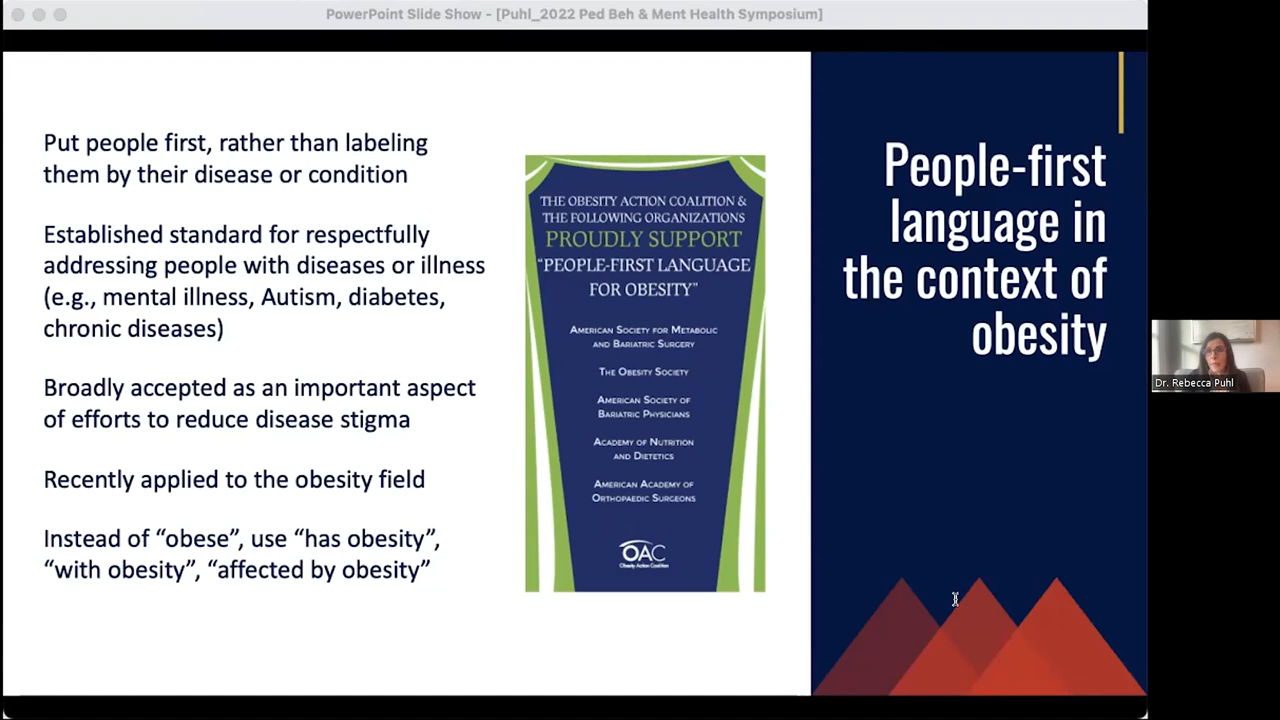 PowerPoint Slide Show - [Puhl_2022 Ped Beh & Ment Health Symposium]
Put people first, rather than labeling
them by their disease or condition
Established standard for respectfully
addressing people with diseases or illness
(e.g., mental illness, Autism, diabetes,
chronic diseases)
Broadly accepted as an important aspect
of efforts to reduce disease stigma
Recently applied to the obesity field
Instead of “obese”, use “has obesity”,
“with obesity”, “affected by obesity”
THE OBESITY ACTION COALITION &
THE FOLLOWING ORGANIZATIONS
PROUDLY SUPPORT
“PEOPLE-FIRST LANGUAGE
FOR OBESITY”
AMERICAN SOCIETY FOR METABOLIC
AND BARIATRIC SURGERY
THE OBESITY SOCIETY
AMERICAN SOCIETY OF
BARIATRIC PHYSICIANS
ACADEMY OF NUTRITION
AND DIETETICS
AMERICAN ACADEMY OF
ORTHOPAEDIC SURGEONS
OAC
Obesity Action Coalition
People-first
language in
the context of
obesity
Dr. Rebecca Puhl